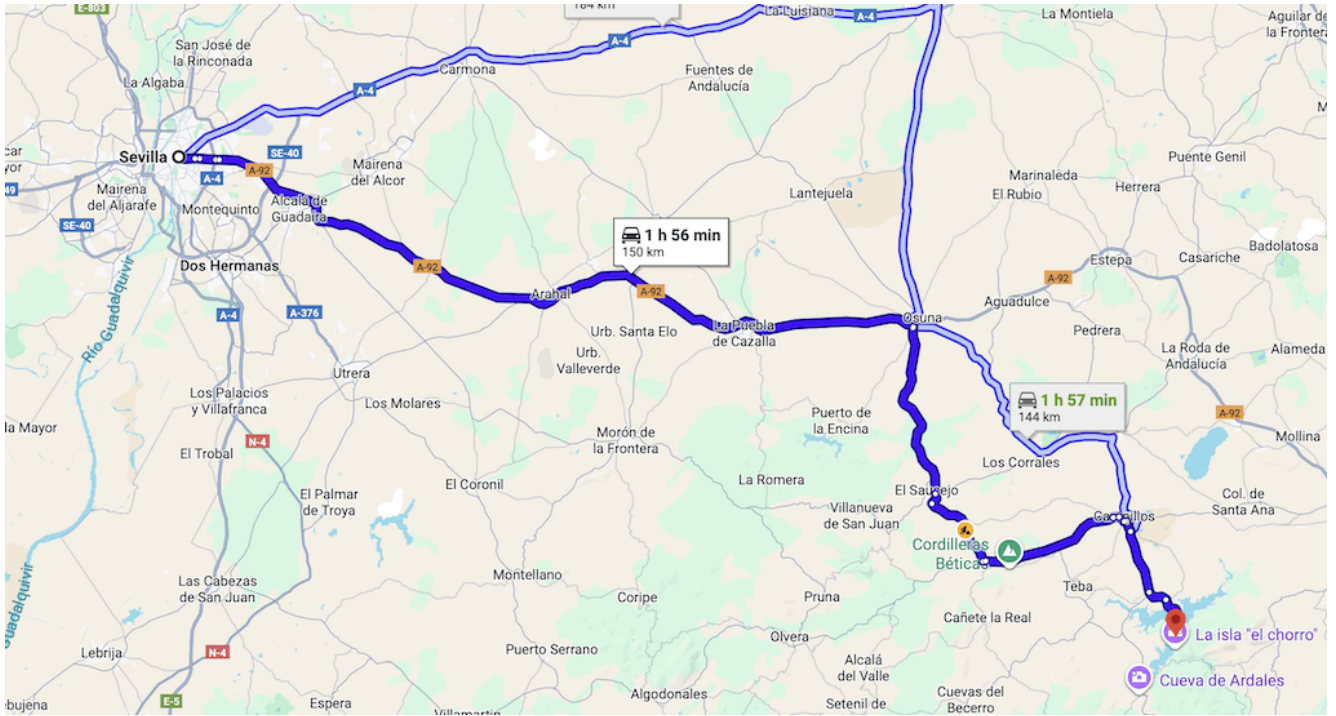 E-803
184 km
La Luisiana
A-4
La Montiela
Aguilar de
la Frontera
San José de
la Rinconada
A-4
Carmona
Fuentes de
Andalucía
La Algaba
A-4
Sevilla
SE-40
A-92
A-4
Mairena
del Alcor
Mairena
del Aljarafe
Montequinto
Alcalá de
Guadaira
SE-40
Dos Hermanas
Lantejuela
Marinaleda
El Rubio
Herrera
Puente Genil
Badolatosa
Casariche
Estepa
1 h 56 min
150 km
A-92
A-92
Arahal
A-92
Aguadulce
Osuna
Pedrera
La Roda de
Andalucía
Alameda
A-4
A-376
Río Guadalquivir
Urb. Santa Elo
La Puebla
de Cazalla
Urb.
Valleverde
Utrera
Los Molares
Los Palacios
y Villafranca
1 h 57 min
144 km
A-92
Mollina
N-4
El Trobal
Morón de
la Frontera
Puerto de
la Encina
Los Corrales
El Palmar
de Troya
El Coronil
La Romera
El Saucejo
Villanueva
de San Juan
Campillos
Col. de
Santa Ana
Cordilleras
Béticas
Las Cabezas
de San Juan
Montellano
Coripe
Pruna
Teba
Cañete la Real
Lebrija
N-4
Puerto Serrano
Olvera
La isla "el chorro"
Alcalá
del Valle
Cueva de Ardales
E-5
Espera
Algodonales
Cuevas del
Becerro
Setenil de
Villamartín